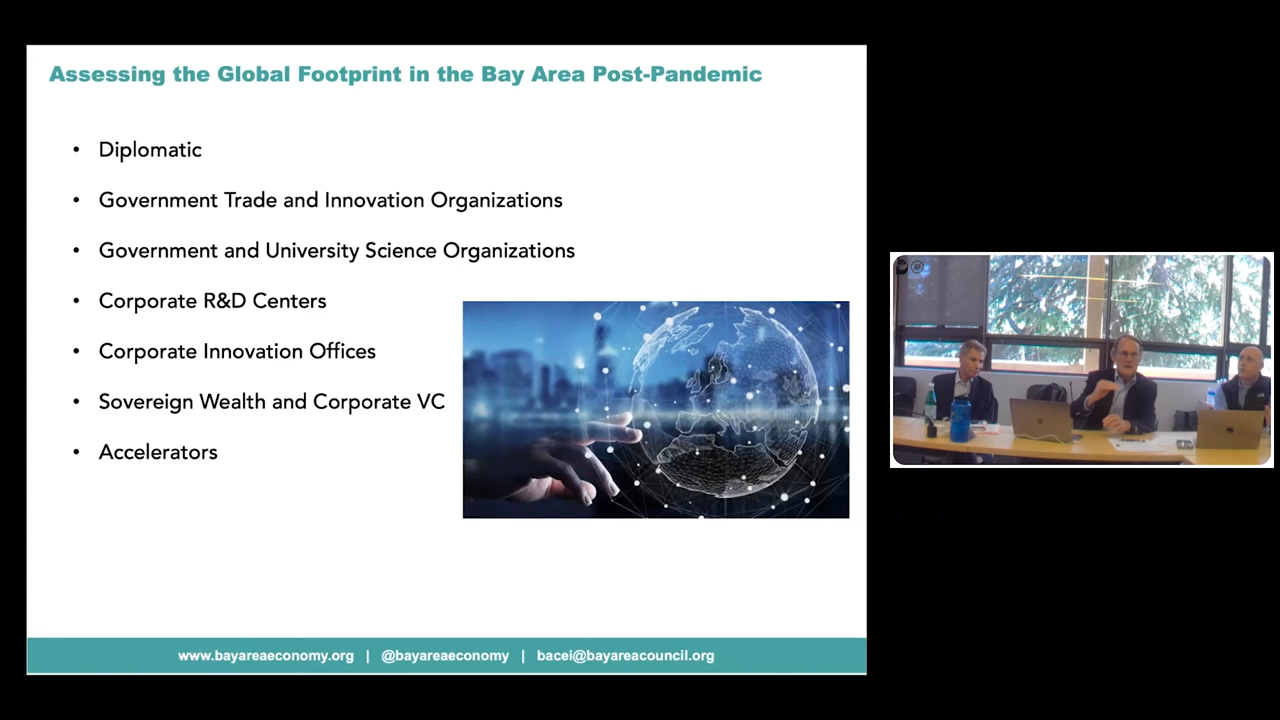 Assessing the Global Footprint in the Bay Area Post-Pandemic
• Diplomatic
• Government Trade and Innovation Organizations
• Government and University Science Organizations
• Corporate R&D Centers
• Corporate Innovation Offices
• Sovereign Wealth and Corporate VC
• Accelerators
www.bayareaeconomy.org | @bayareaeconomy | bacei@bayareacouncil.org